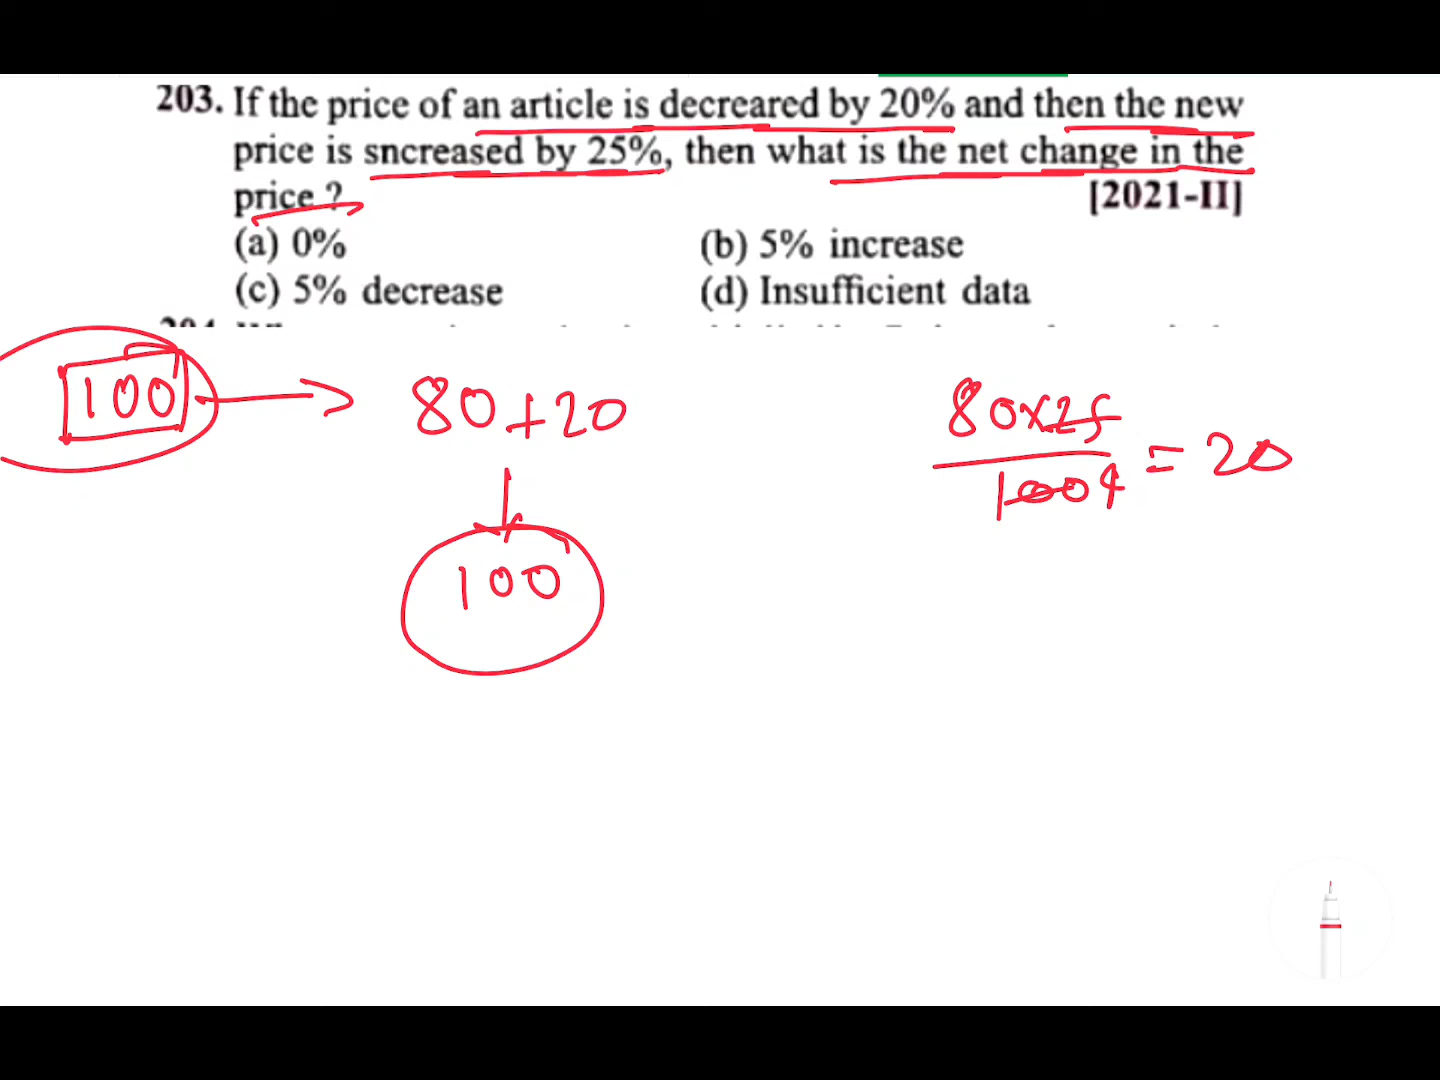 203. If the price of an article is decreared by 20% and then the new
price is sncreased by 25%, then what is the net change in the
price ? [2021-II]
(a) 0% (b) 5% increase
(c) 5% decrease (d) Insufficient data
100 → 80+20 80×25
1004 = 20
100